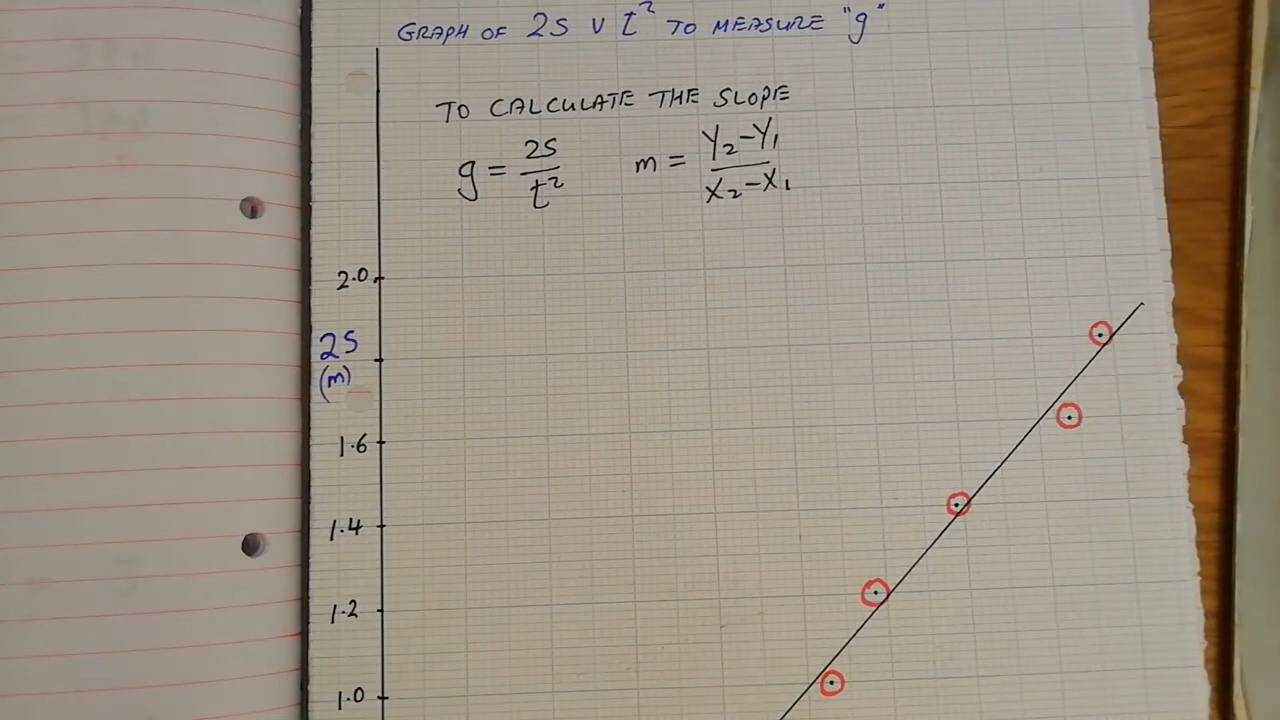 GRAPH OF 2S V t² TO MEASURE "g"
TO CALCULATE THE SLOPE
g = 2S/t² m = Y₂-Y₁/X₂-X₁
2.0
2S
(m)
1.6
1.4
1.2
1.0